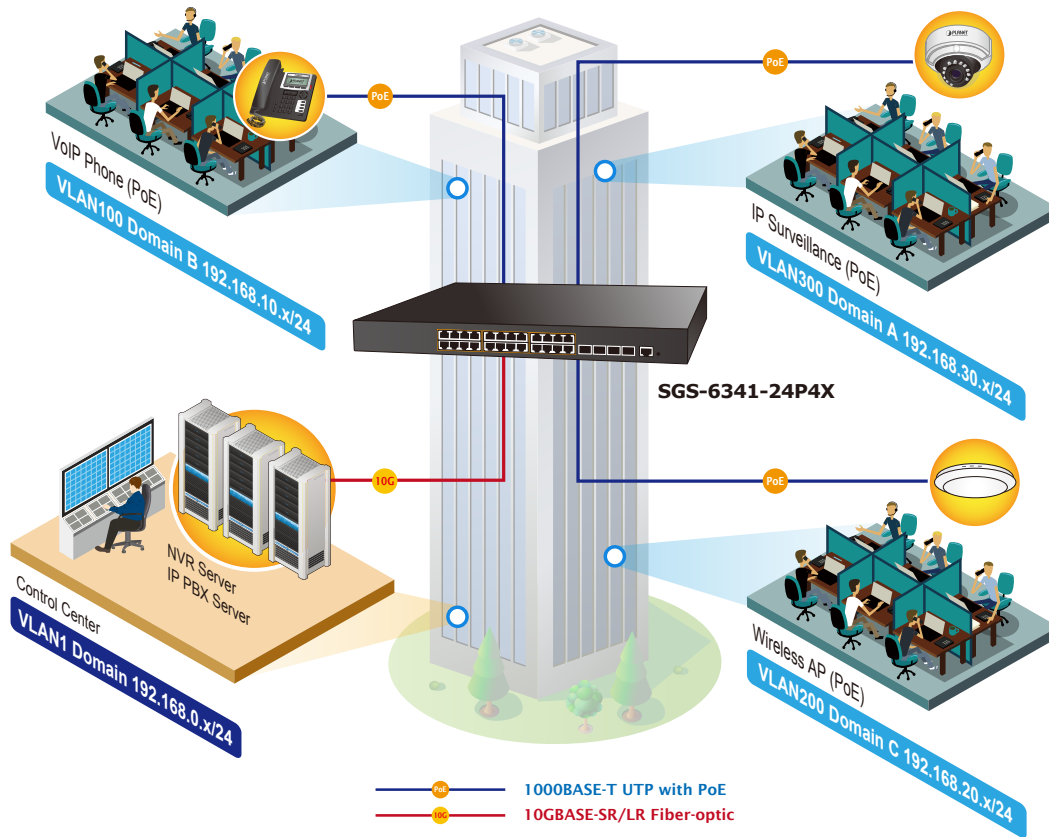 PoE
PoE
PLANET
VoIP Phone (PoE)
VLAN100 Domain B 192.168.10.x/24
IP Surveillance (PoE)
VLAN300 Domain A 192.168.30.x/24
SGS-6341-24P4X
10G
PoE
NVR Server
IP PBX Server
Control Center
VLAN1 Domain 192.168.0.x/24
Wireless AP (PoE)
VLAN200 Domain C 192.168.20.x/24
PoE 1000BASE-T UTP with PoE
10G 10GBASE-SR/LR Fiber-optic